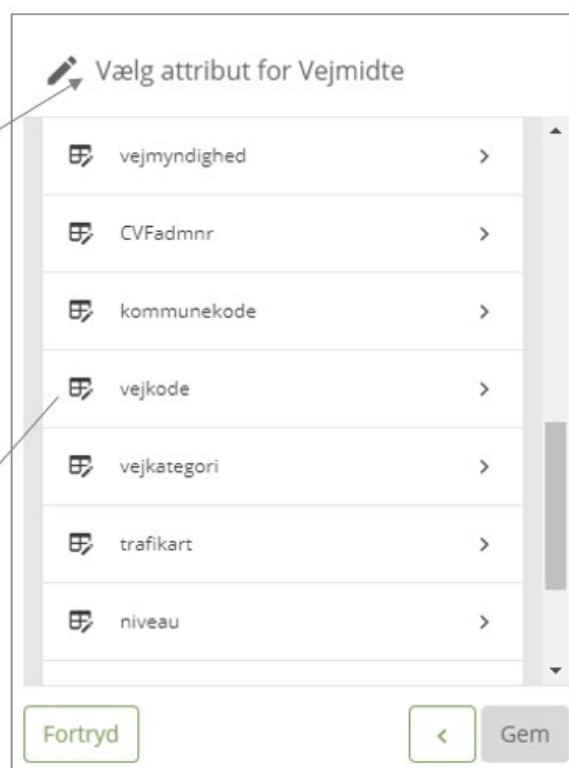 Vælg attribut for Vejmidte
vejmyndighed
CVFadmnr
kommunekode
vejkode
vejkategori
trafikart
niveau
Fortryd
Gem